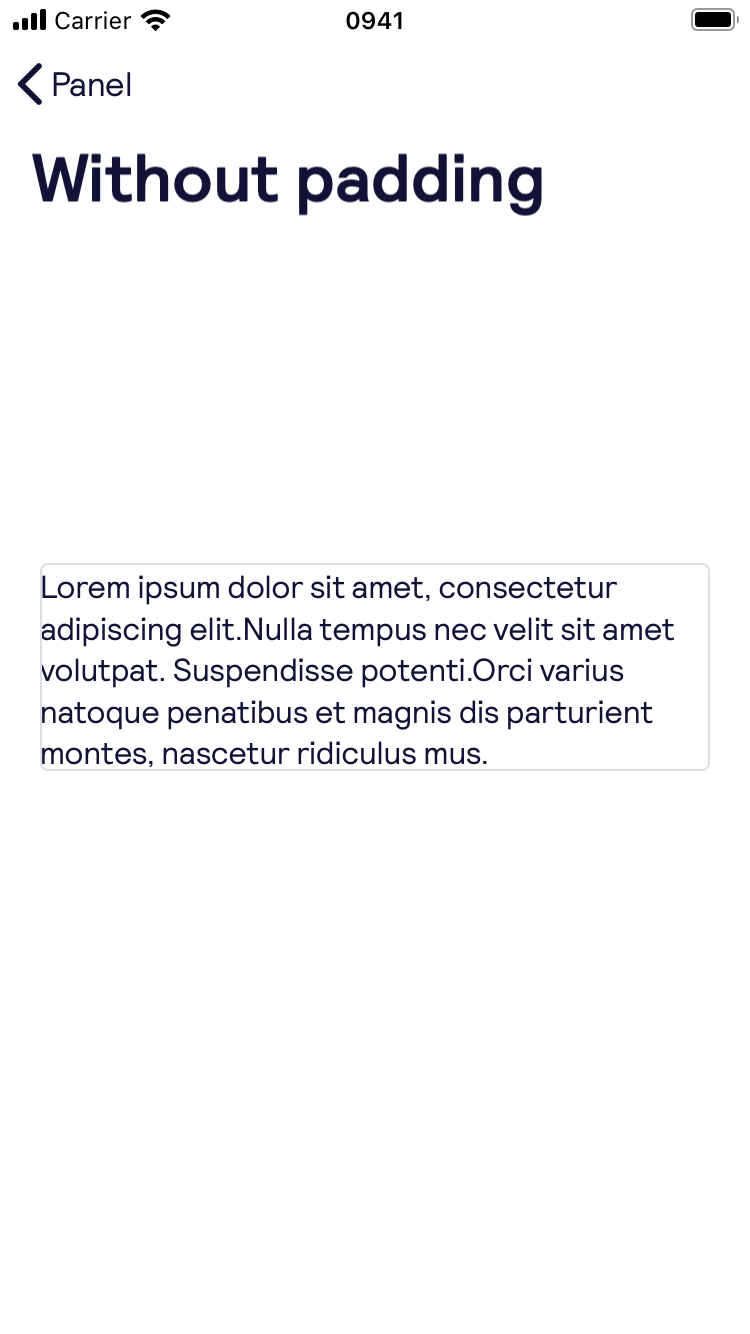 Carrier 0941
Panel
Without padding
Lorem ipsum dolor sit amet, consectetur
adipiscing elit.Nulla tempus nec velit sit amet
volutpat. Suspendisse potenti.Orci varius
natoque penatibus et magnis dis parturient
montes, nascetur ridiculus mus.